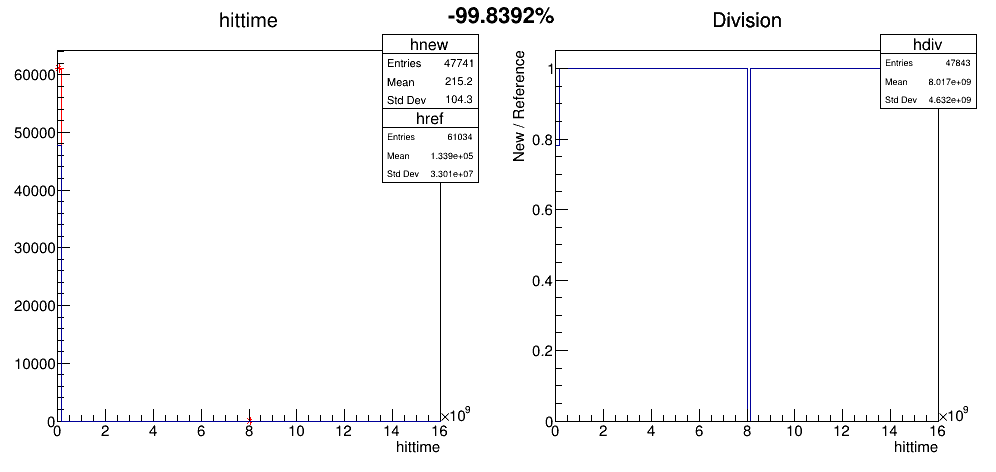 -99.8392%
hittime
hnew
Entries 47741
Mean 215.2
Std Dev 104.3
href
Entries 61034
Mean 1.339e+05
Std Dev 3.301e+07
60000
50000
40000
30000
20000
10000
0
0 2 4 6 8 10 12 14 16
×10⁹
hittime
Division
hdiv
Entries 47843
Mean 8.017e+09
Std Dev 4.632e+09
New / Reference
1
0.8
0.6
0.4
0.2
0
0 2 4 6 8 10 12 14 16
×10⁹
hittime